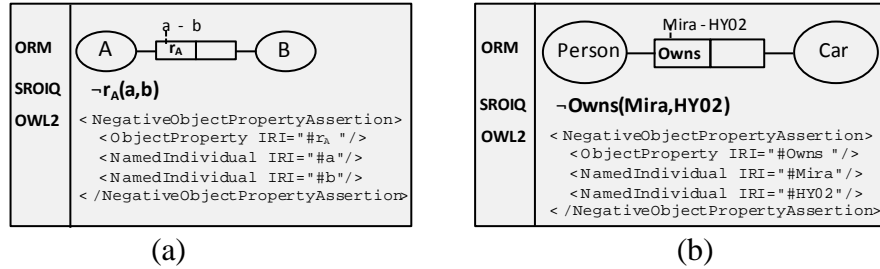 ORM
a - b
A
rA
B
SROIQ
¬rA(a,b)
OWL2
<NegativeObjectPropertyAssertion>
<ObjectProperty IRI="#rA "/>
<NamedIndividual IRI="#a"/>
<NamedIndividual IRI="#b"/>
</NegativeObjectPropertyAssertion>
(a)
ORM
Mira - HY02
Person
Owns
Car
SROIQ
¬Owns(Mira,HY02)
OWL2
<NegativeObjectPropertyAssertion>
<ObjectProperty IRI="#Owns "/>
<NamedIndividual IRI="#Mira"/>
<NamedIndividual IRI="#HY02"/>
</NegativeObjectPropertyAssertion>
(b)